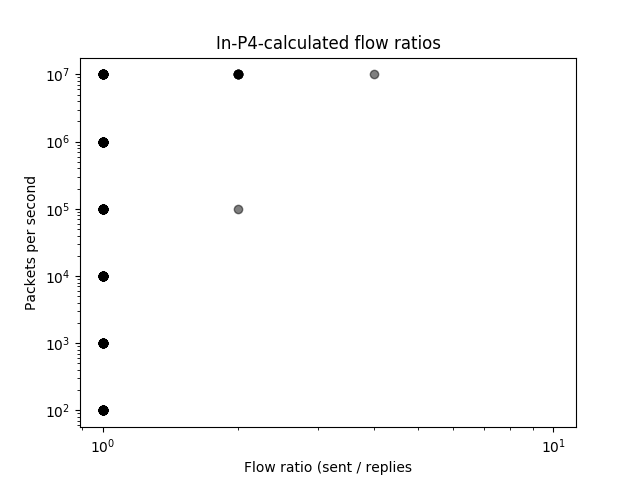 In-P4-calculated flow ratios
Packets per second
10⁷
10⁶
10⁵
10⁴
10³
10²
10⁰
10¹
Flow ratio (sent / replies